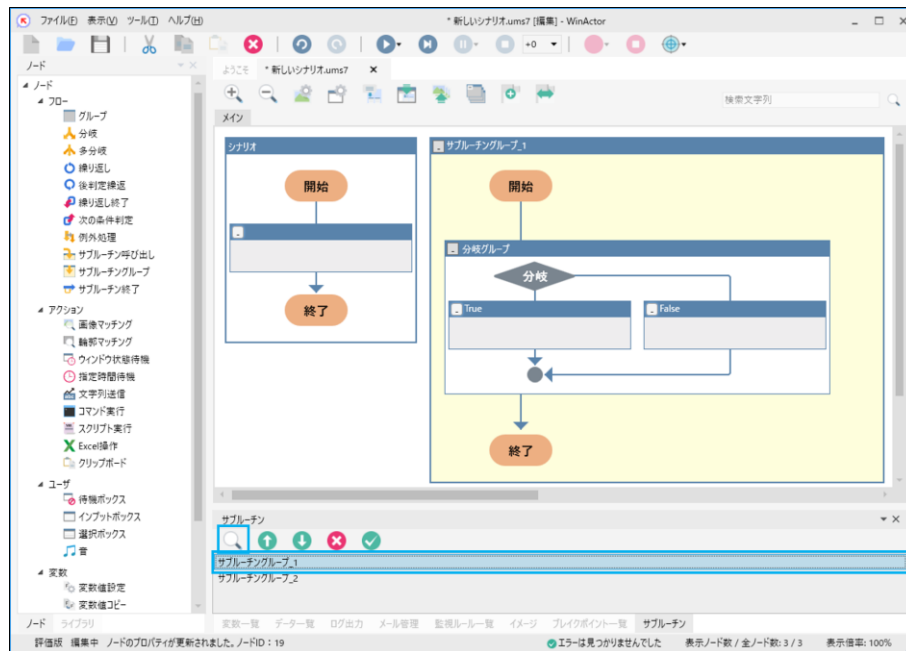 ファイル(F) 表示(V) ツール(T) ヘルプ(H)
* 新しいシナリオ.ums7 [編集] - WinActor
+0
ノード
ようこそ * 新しいシナリオ.ums7
ノード
フロー
グループ
分岐
多分岐
繰り返し
後判定繰返
繰り返し終了
次の条件判定
例外処理
サブルーチン呼び出し
サブルーチングループ
サブルーチン終了
アクション
画像マッチング
輪郭マッチング
ウィンドウ状態待機
指定時間待機
文字列送信
コマンド実行
スクリプト実行
Excel操作
クリップボード
ユーザ
待機ボックス
インプットボックス
選択ボックス
音
変数
変数値設定
変数値コピー
ノード ライブラリ
検索文字列
メイン
シナリオ
開始
終了
サブルーチングループ_1
開始
分岐グループ
分岐
True
False
終了
サブルーチン
サブルーチングループ_1
サブルーチングループ_2
変数一覧 データ一覧 ログ出力 メール管理 監視ルール一覧 イメージ ブレイクポイント一覧 サブルーチン
評価版 編集中 ノードのプロパティが更新されました。ノードID：19
エラーは見つかりませんでした 表示ノード数 / 全ノード数: 3 / 3 表示倍率: 100%